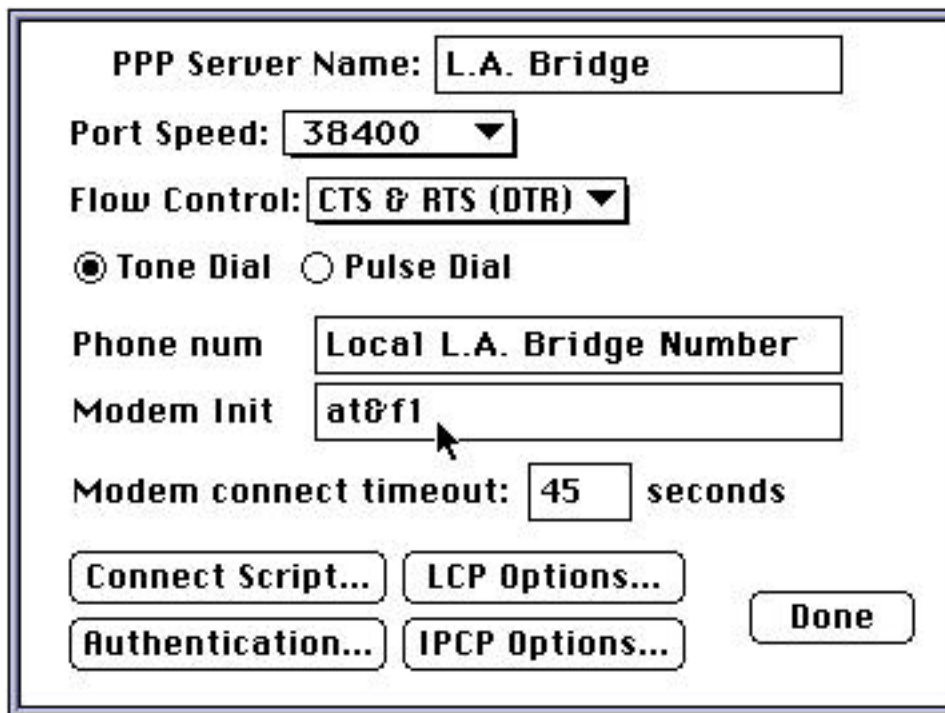 PPP Server Name: L.A. Bridge
Port Speed: 38400
Flow Control: CTS & RTS (DTR)
Tone Dial Pulse Dial
Phone num Local L.A. Bridge Number
Modem Init at&f1
Modem connect timeout: 45 seconds
Connect Script... LCP Options...
Done
Authentication... IPCP Options...